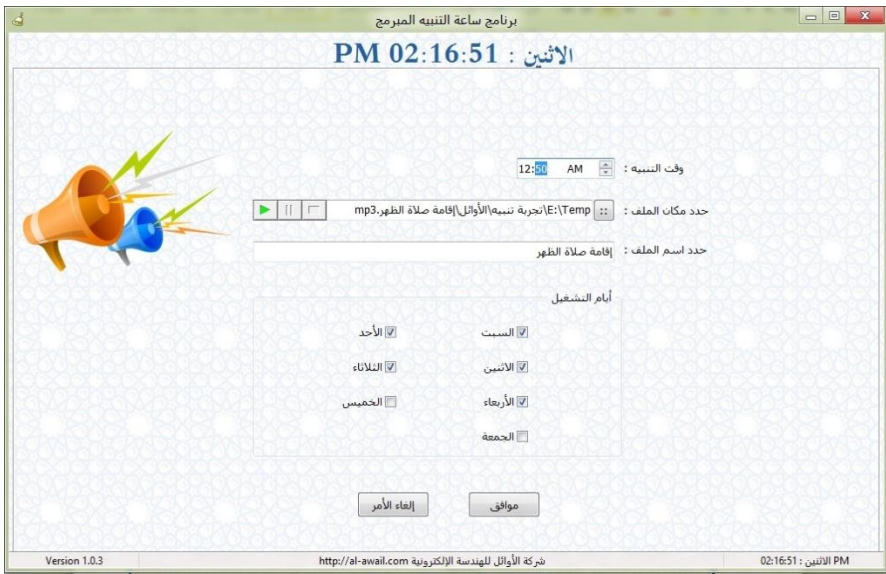 برنامج ساعة التنبيه المبرمج
الاثنين : 02:16:51 PM
وقت التنبيه : 12:50 AM
حدد مكان الملف : E:\Temp\تجربة تنبيه\الأوائل\إقامة صلاة الظهر.mp3
حدد اسم الملف : إقامة صلاة الظهر
أيام التشغيل
السبت الأحد
الاثنين الثلاثاء
الأربعاء الخميس
الجمعة
موافق إلغاء الأمر
الاثنين : 02:16:51 PM شركة الأوائل للهندسة الإلكترونية http://al-awail.com Version 1.0.3